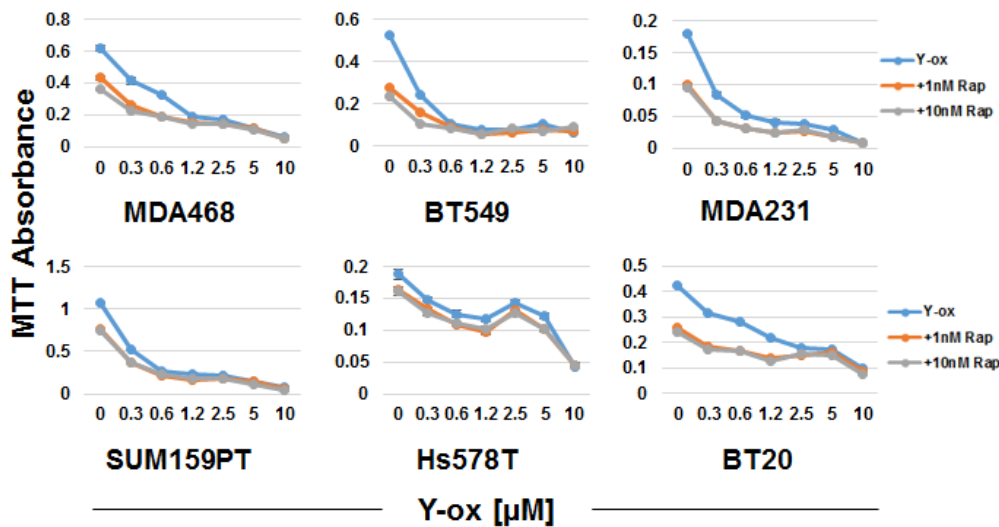 MTT Absorbance
0.8
0.6
0.4
0.2
0
0 0.3 0.6 1.2 2.5 5 10
MDA468
0.6
0.4
0.2
0
0 0.3 0.6 1.2 2.5 5 10
BT549
0.2
0.15
0.1
0.05
0
0 0.3 0.6 1.2 2.5 5 10
MDA231
Y-ox
+1nM Rap
+10nM Rap
1.5
1
0.5
0
0 0.3 0.6 1.2 2.5 5 10
SUM159PT
0.2
0.15
0.1
0.05
0
0 0.3 0.6 1.2 2.5 5 10
Hs578T
0.5
0.4
0.3
0.2
0.1
0
0 0.3 0.6 1.2 2.5 5 10
BT20
Y-ox
+1nM Rap
+10nM Rap
Y-ox [µM]